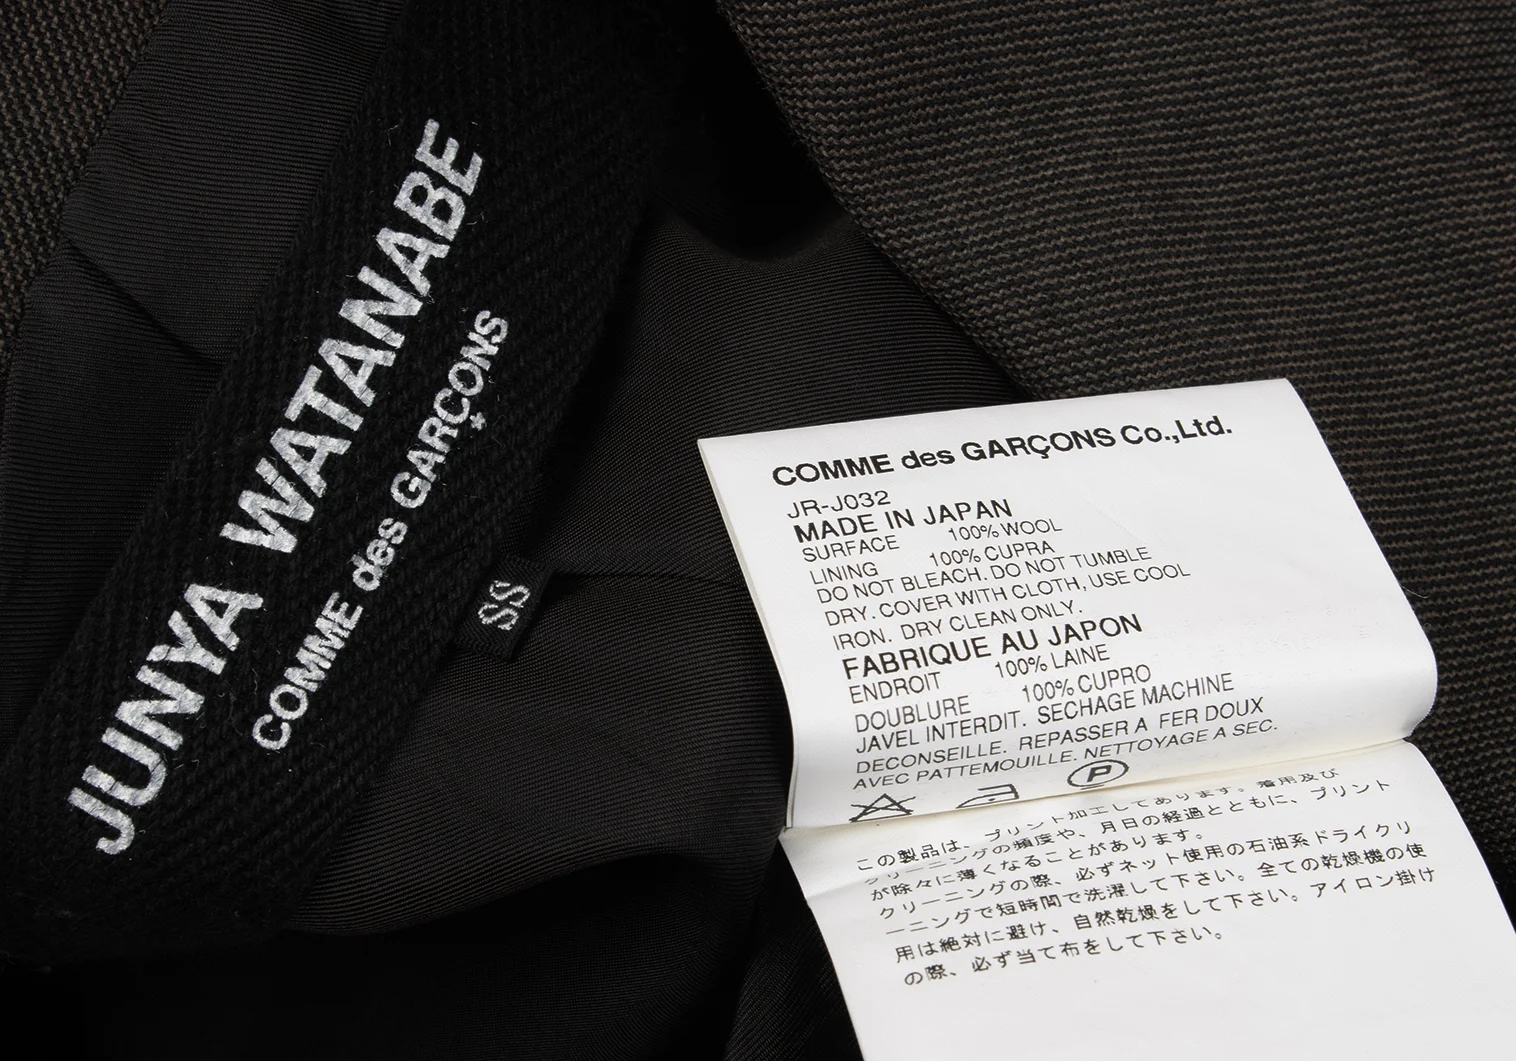 JUNYA WATANABE
COMME des GARÇONS
SS
COMME des GARÇONS Co.,Ltd.
JR-J032
MADE IN JAPAN
SURFACE 100% WOOL
LINING 100% CUPRA
DO NOT BLEACH. DO NOT TUMBLE
DRY. COVER WITH CLOTH, USE COOL
IRON. DRY CLEAN ONLY.
FABRIQUE AU JAPON
ENDROIT 100% LAINE
DOUBLURE 100% CUPRO
JAVEL INTERDIT. SECHAGE MACHINE
DECONSEILLE. REPASSER A FER DOUX
AVEC PATTEMOUILLE. NETTOYAGE A SEC.
P
この製品は、プリント加工してあります。着用及び
クリーニングの頻度や、月日の経過とともに、プリント
が除々に薄くなることがあります。
クリーニングの際、必ずネット使用の石油系ドライクリ
ーニングで短時間で洗濯して下さい。全ての乾燥機の使
用は絶対に避け、自然乾燥をして下さい。アイロン掛け
の際、必ず当て布をして下さい。